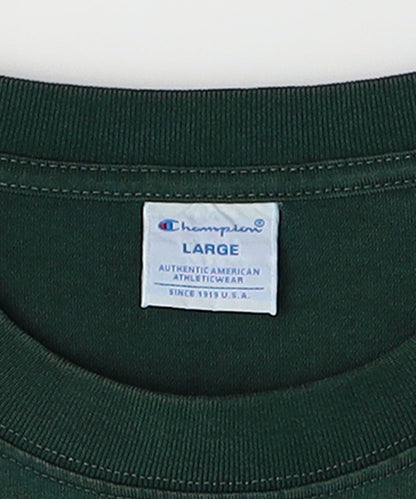 Champion®
LARGE
AUTHENTIC AMERICAN
ATHLETICWEAR
SINCE 1919 U.S.A.